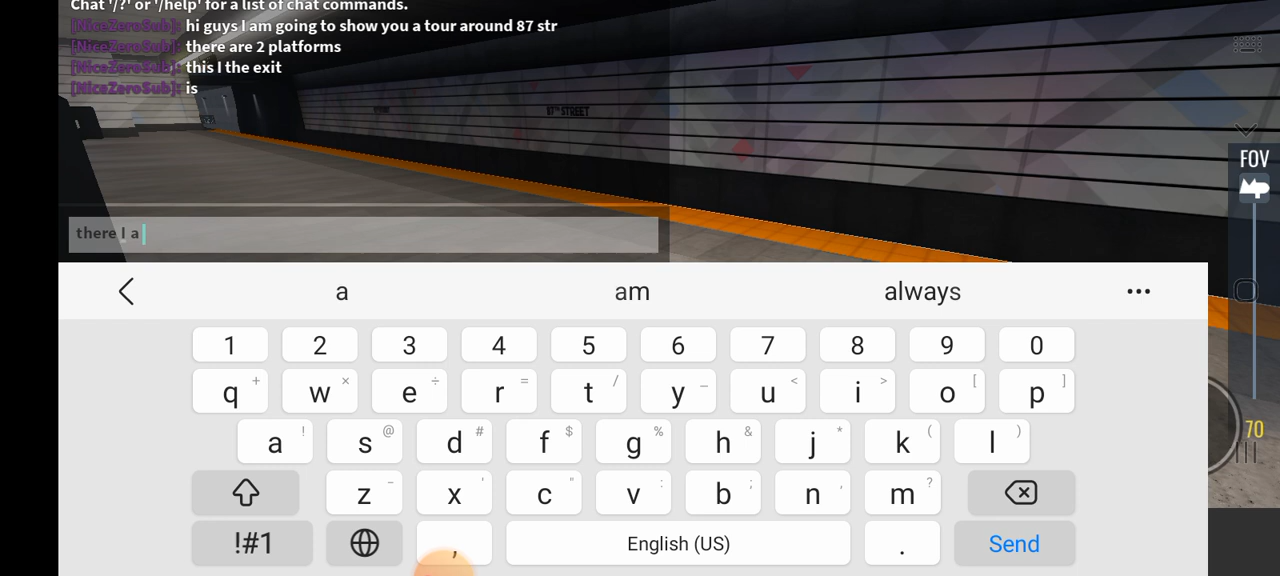 Chat '/?' or '/help' for a list of chat commands.
[NiceZeroSub]: hi guys I am going to show you a tour around 87 str
[NiceZeroSub]: there are 2 platforms
[NiceZeroSub]: this I the exit
[NiceZeroSub]: is
87TH STREET
FOV
there I a
a am always •••
1 2 3 4 5 6 7 8 9 0
q + w × e ÷ r = t / y _ u < i > o [ p ]
70
a ! s @ d # f $ g % h & j * k ( l )
z - x ' c " v : b ; n , m ?
!#1 , English (US) . Send